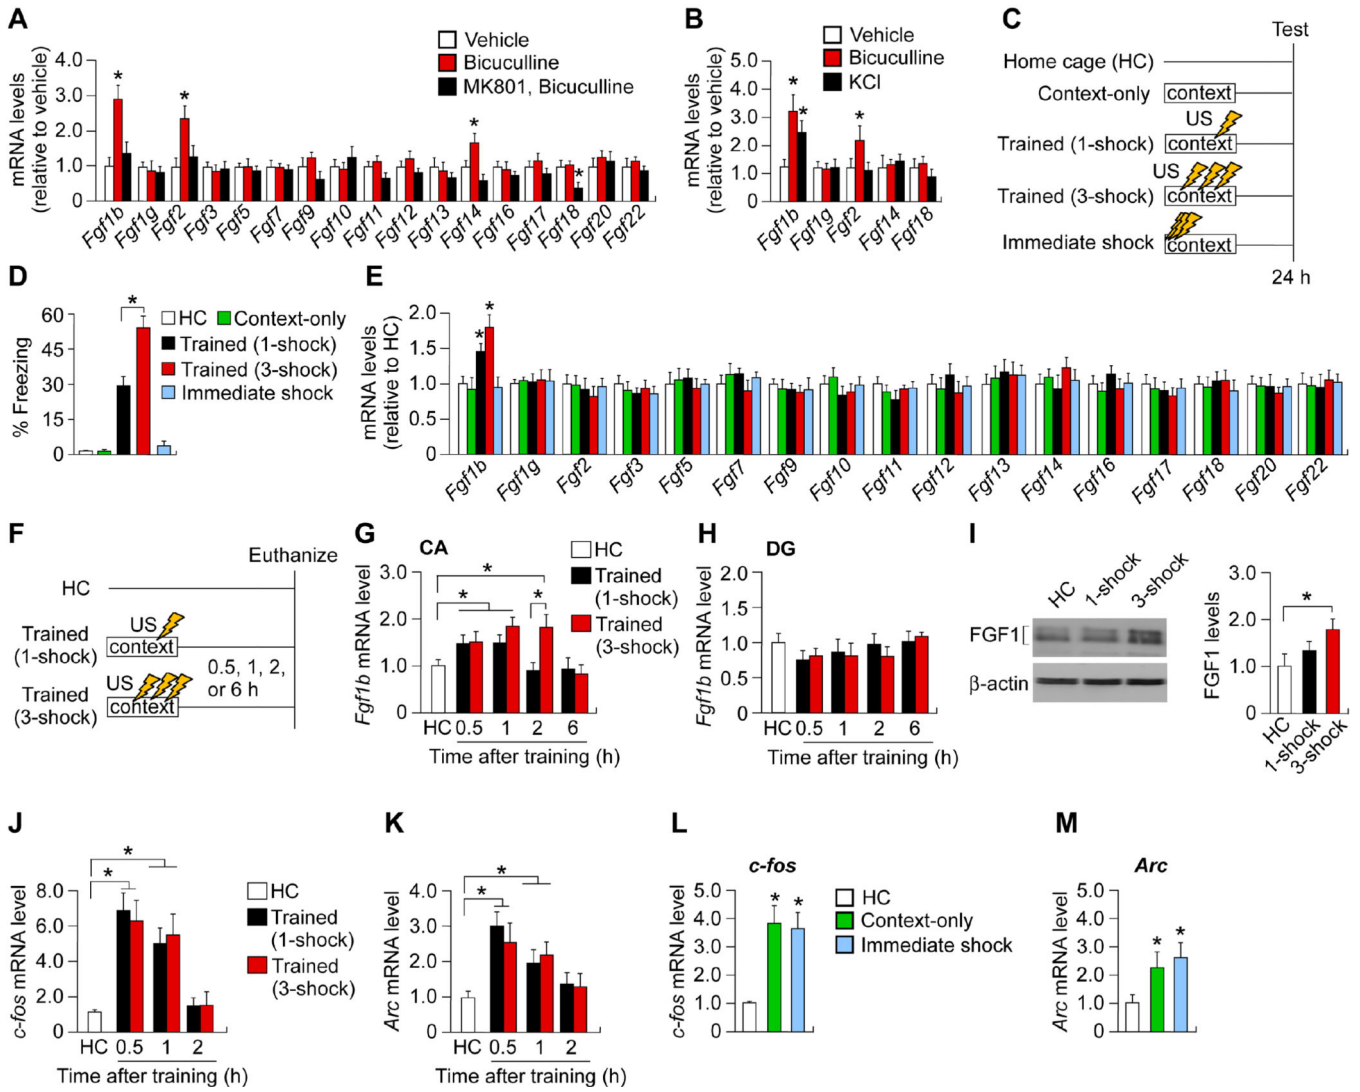 A
mRNA levels
(relative to vehicle)
4.0
3.0
2.0
1.0
0
* * * *
Vehicle
Bicuculline
MK801, Bicuculline
Fgf1b Fgf1g Fgf2 Fgf3 Fgf5 Fgf7 Fgf9 Fgf10 Fgf11 Fgf12 Fgf13 Fgf14 Fgf16 Fgf17 Fgf18 Fgf20 Fgf22
B
mRNA levels
(relative to vehicle)
5.0
4.0
3.0
2.0
1.0
0
* * *
Vehicle
Bicuculline
KCl
Fgf1b Fgf1g Fgf2 Fgf14 Fgf18
C
Test
Home cage (HC)
Context-only context
US
Trained (1-shock) context
US
Trained (3-shock) context
Immediate shock context
24 h
D
% Freezing
60
45
30
15
0
*
HC Context-only
Trained (1-shock)
Trained (3-shock)
Immediate shock
E
mRNA levels
(relative to HC)
2.0
1.5
1.0
0.5
0
* *
Fgf1b Fgf1g Fgf2 Fgf3 Fgf5 Fgf7 Fgf9 Fgf10 Fgf11 Fgf12 Fgf13 Fgf14 Fgf16 Fgf17 Fgf18 Fgf20 Fgf22
F
Euthanize
HC
US
Trained
(1-shock)
context
0.5, 1, 2,
or 6 h
US
Trained
(3-shock)
context
G
CA
Fgf1b mRNA level
3.0
2.0
1.0
0
* * *
HC
Trained
(1-shock)
Trained
(3-shock)
HC 0.5 1 2 6
Time after training (h)
H
DG
Fgf1b mRNA level
2.0
1.5
1.0
0.5
0
HC 0.5 1 2 6
Time after training (h)
I
HC 1-shock 3-shock
FGF1
β-actin
FGF1 levels
3.0
2.0
1.0
0
*
HC 1-shock 3-shock
J
c-fos mRNA level
8.0
6.0
4.0
2.0
0
* *
HC
Trained
(1-shock)
Trained
(3-shock)
HC 0.5 1 2
Time after training (h)
K
Arc mRNA level
4.0
3.0
2.0
1.0
0
* *
HC 0.5 1 2
Time after training (h)
L
c-fos
c-fos mRNA level
5.0
4.0
3.0
2.0
1.0
0
* *
HC
Context-only
Immediate shock
M
Arc
Arc mRNA level
5.0
4.0
3.0
2.0
1.0
0
* *